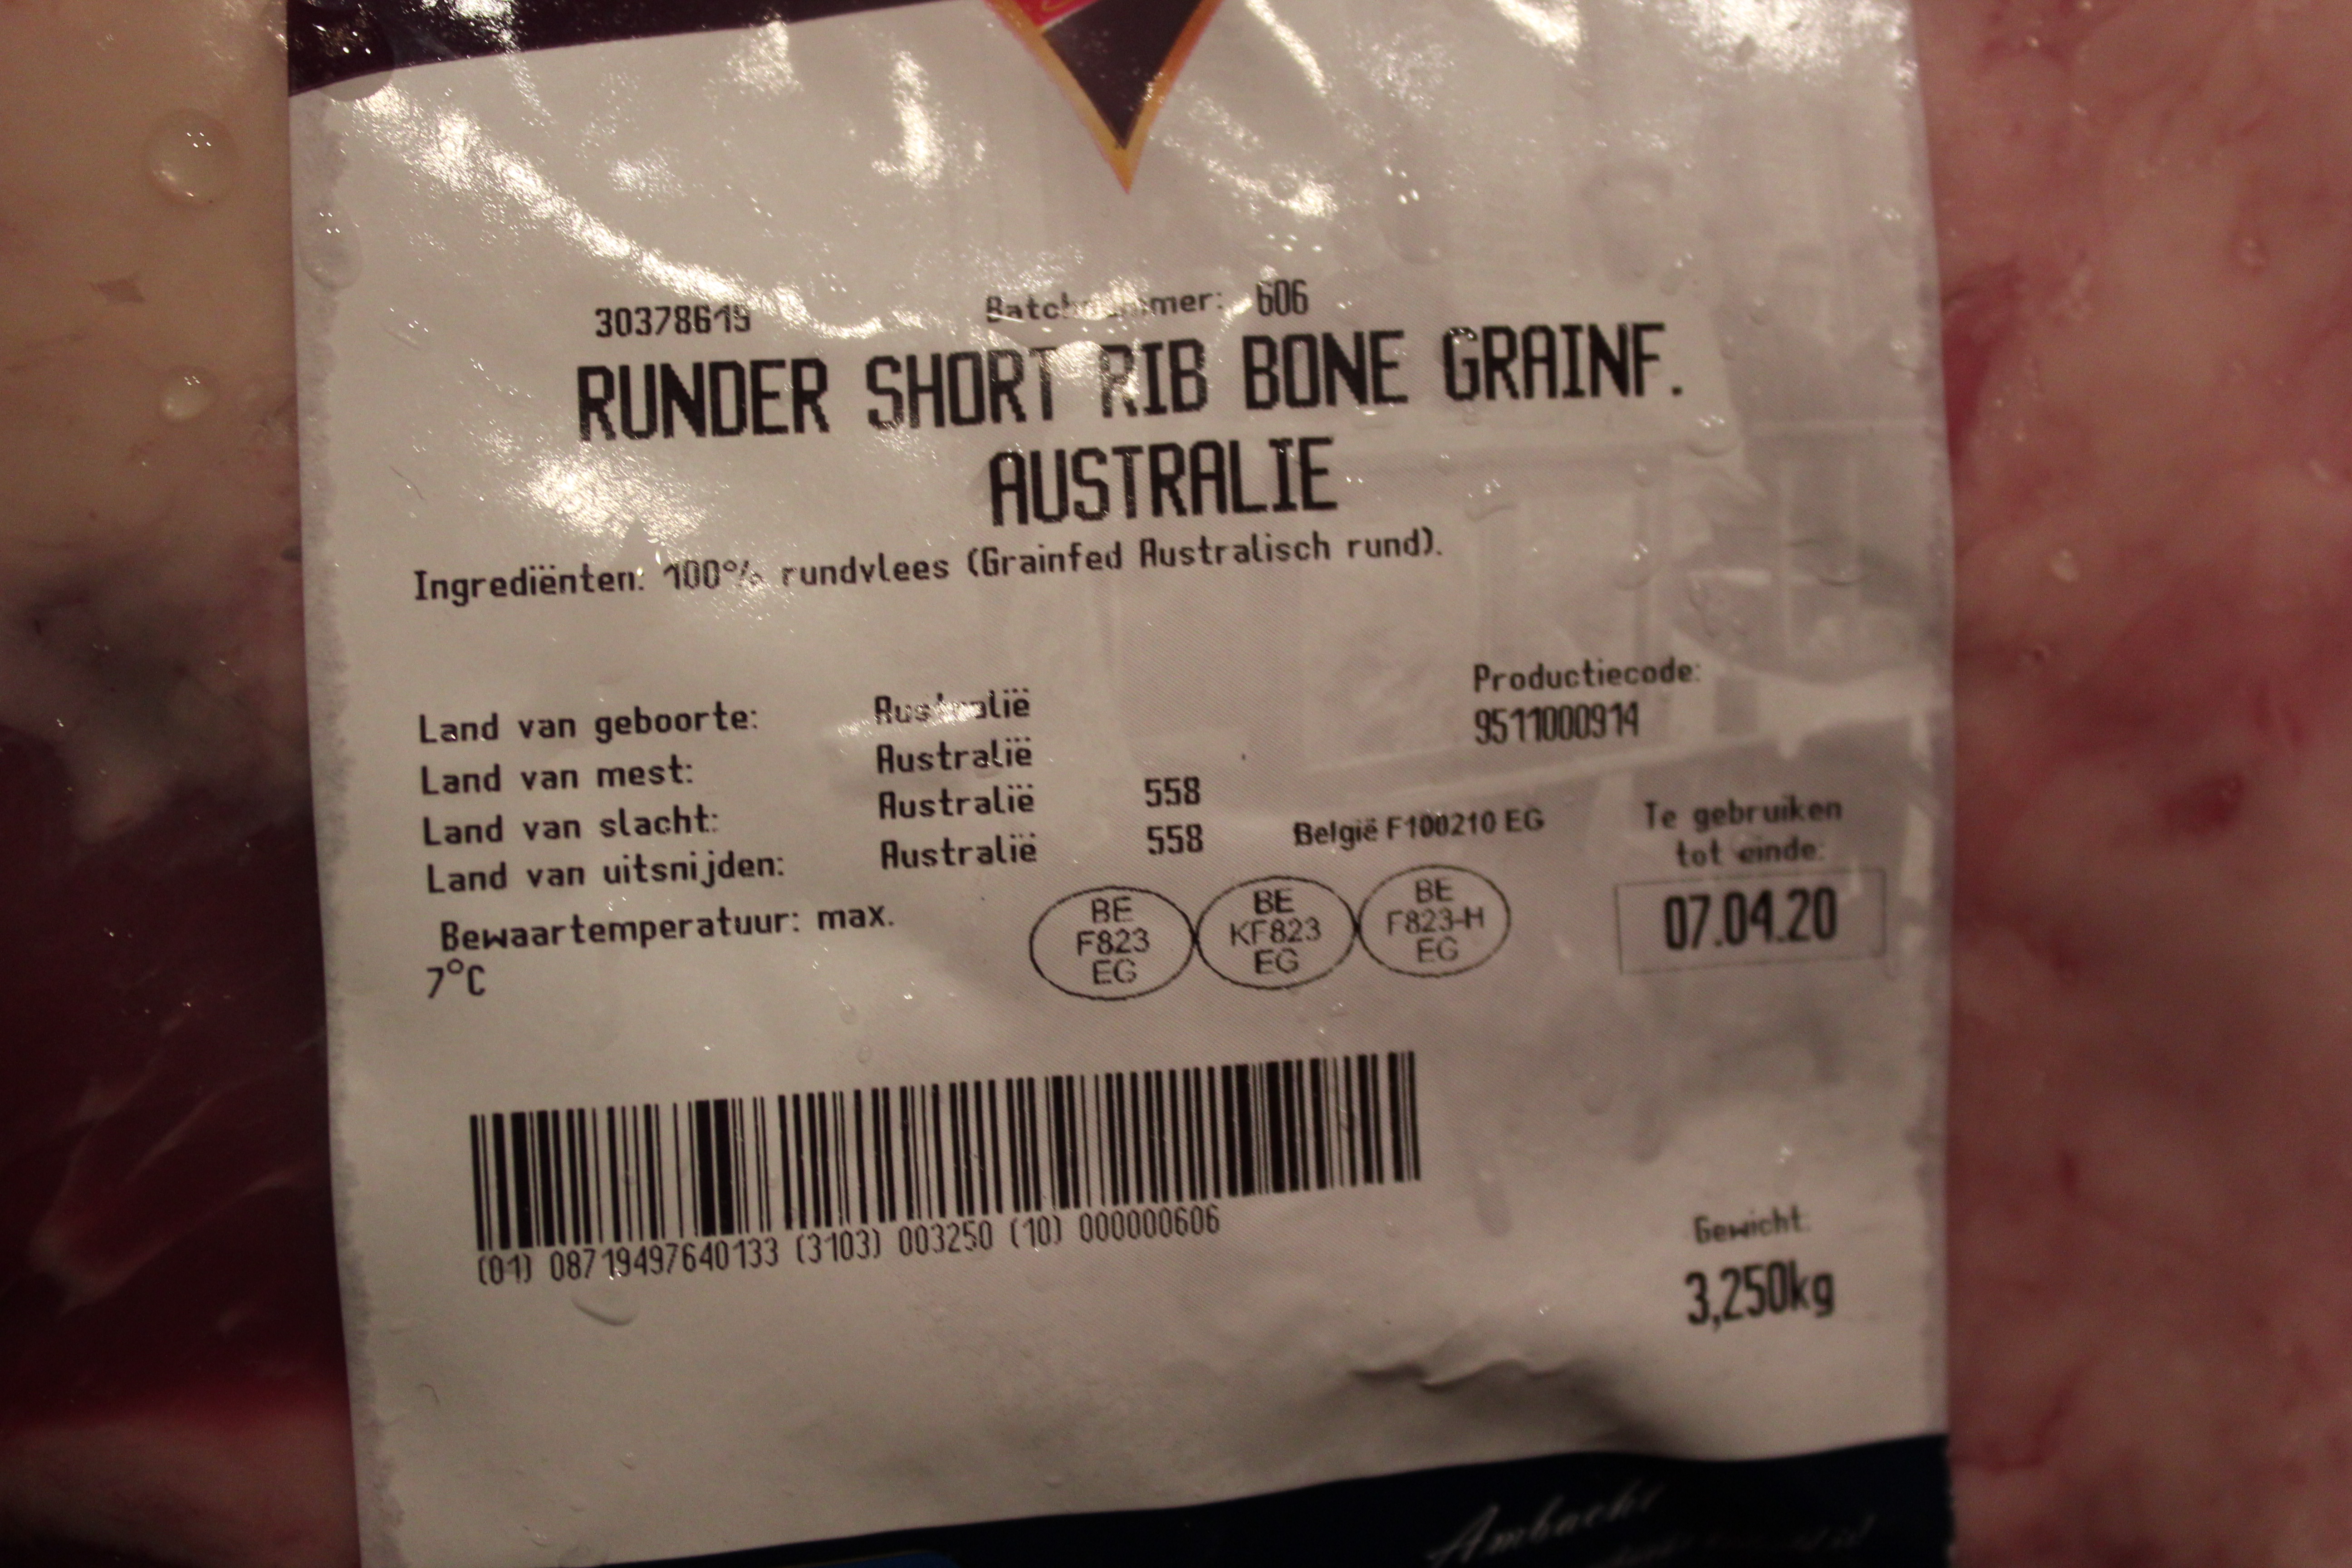 30378619 Batchnummer: 606
RUNDER SHORT RIB BONE GRAINF.
AUSTRALIE
Ingrediënten: 100% rundvlees (Grainfed Australisch rund).
Productiecode:
9511000914
Land van geboorte: Australië
Land van mest: Australië
Land van slacht: Australië 558
Land van uitsnijden: Australië 558 België F100210 EG
Te gebruiken
tot einde:
07.04.20
Bewaartemperatuur: max.
7°C
BE
F823
EG
BE
KF823
EG
BE
F823-H
EG
(01) 08719497640133 (3103) 003250 (10) 000000606
Gewicht:
3,250kg
Ambacht